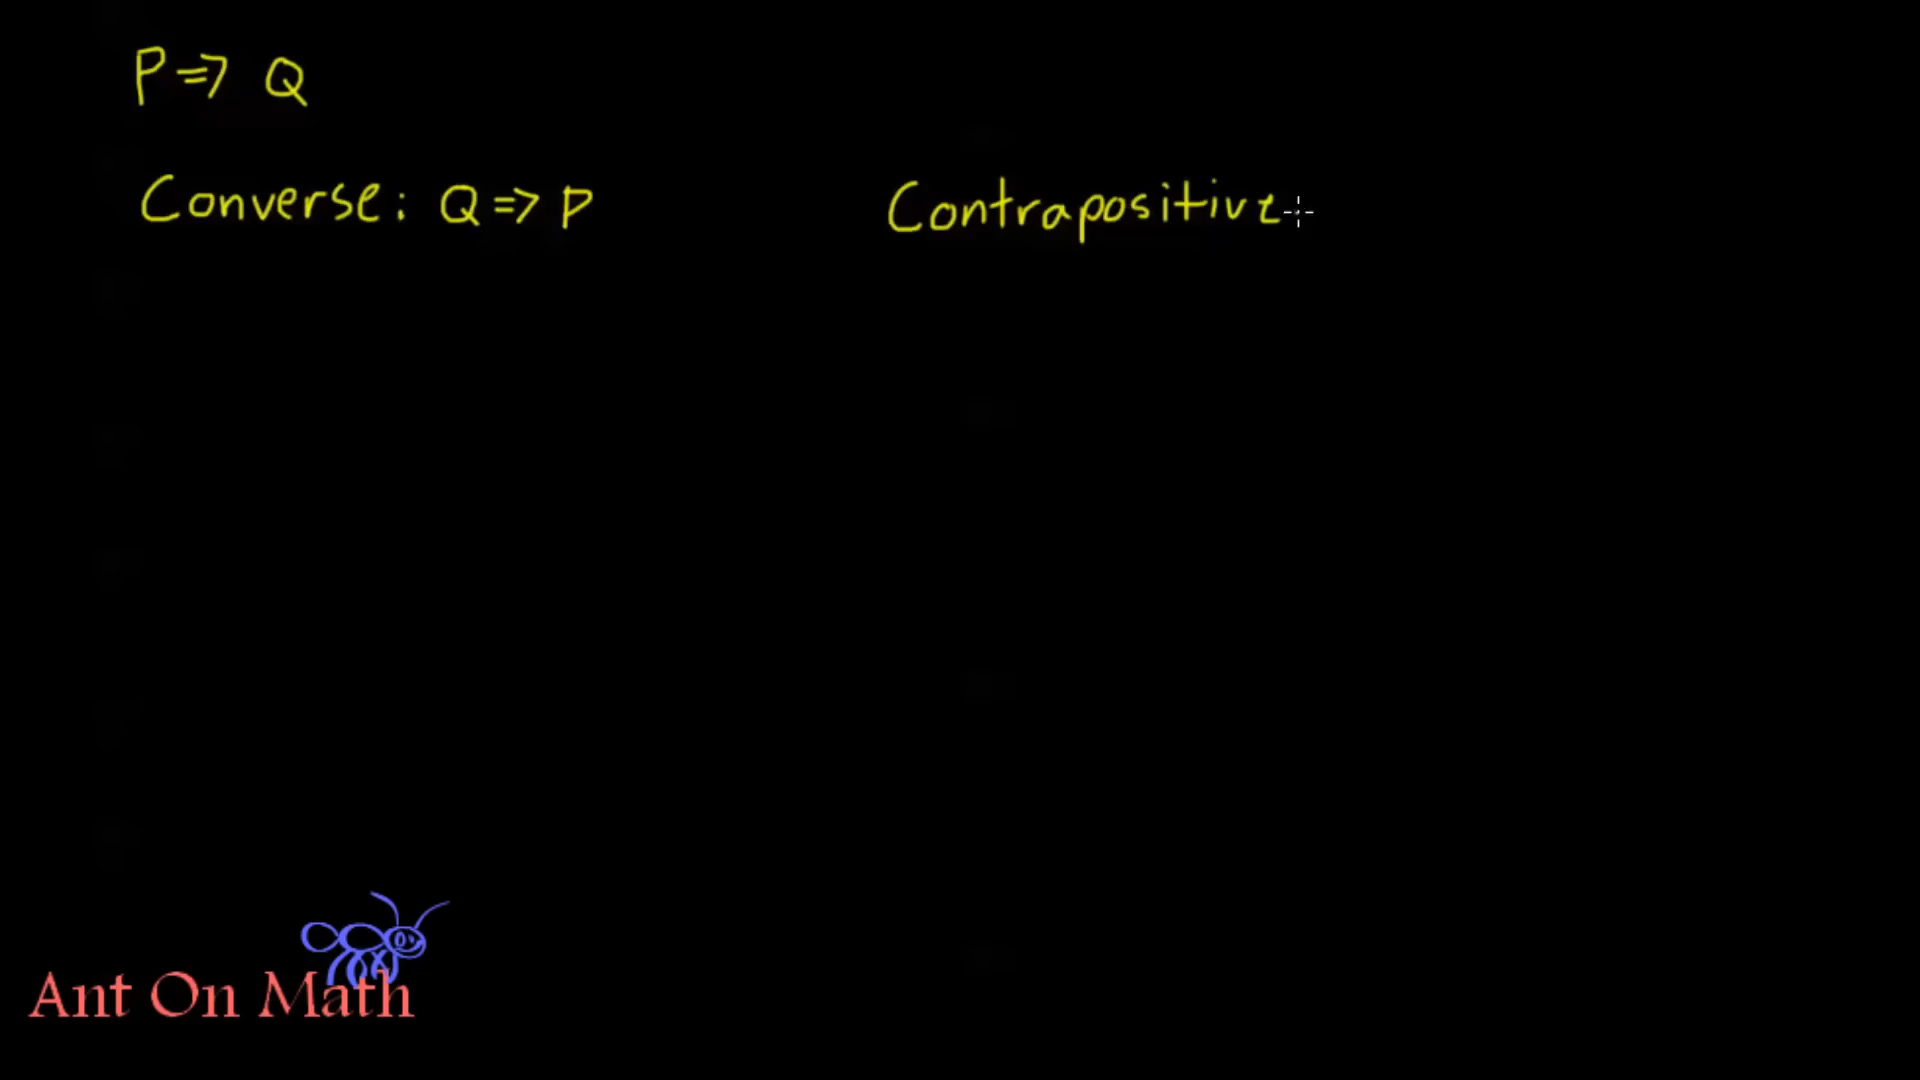 P => Q
Converse: Q => P
Contrapositive
Ant On Math